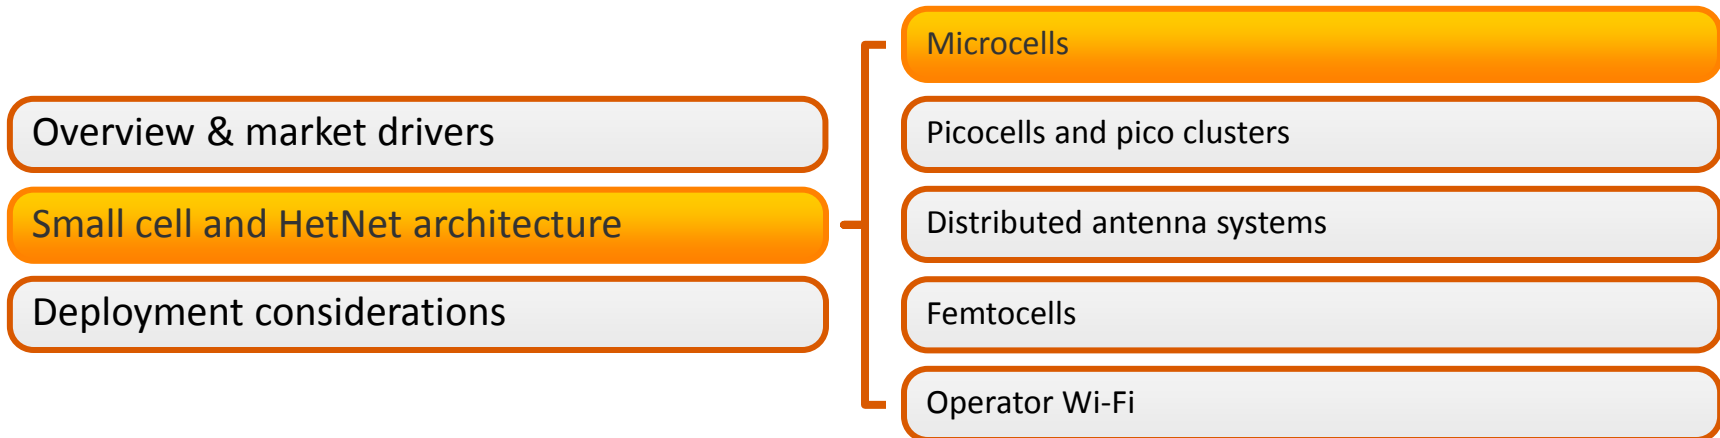 Overview & market drivers
Small cell and HetNet architecture
Deployment considerations
Microcells
Picocells and pico clusters
Distributed antenna systems
Femtocells
Operator Wi-Fi